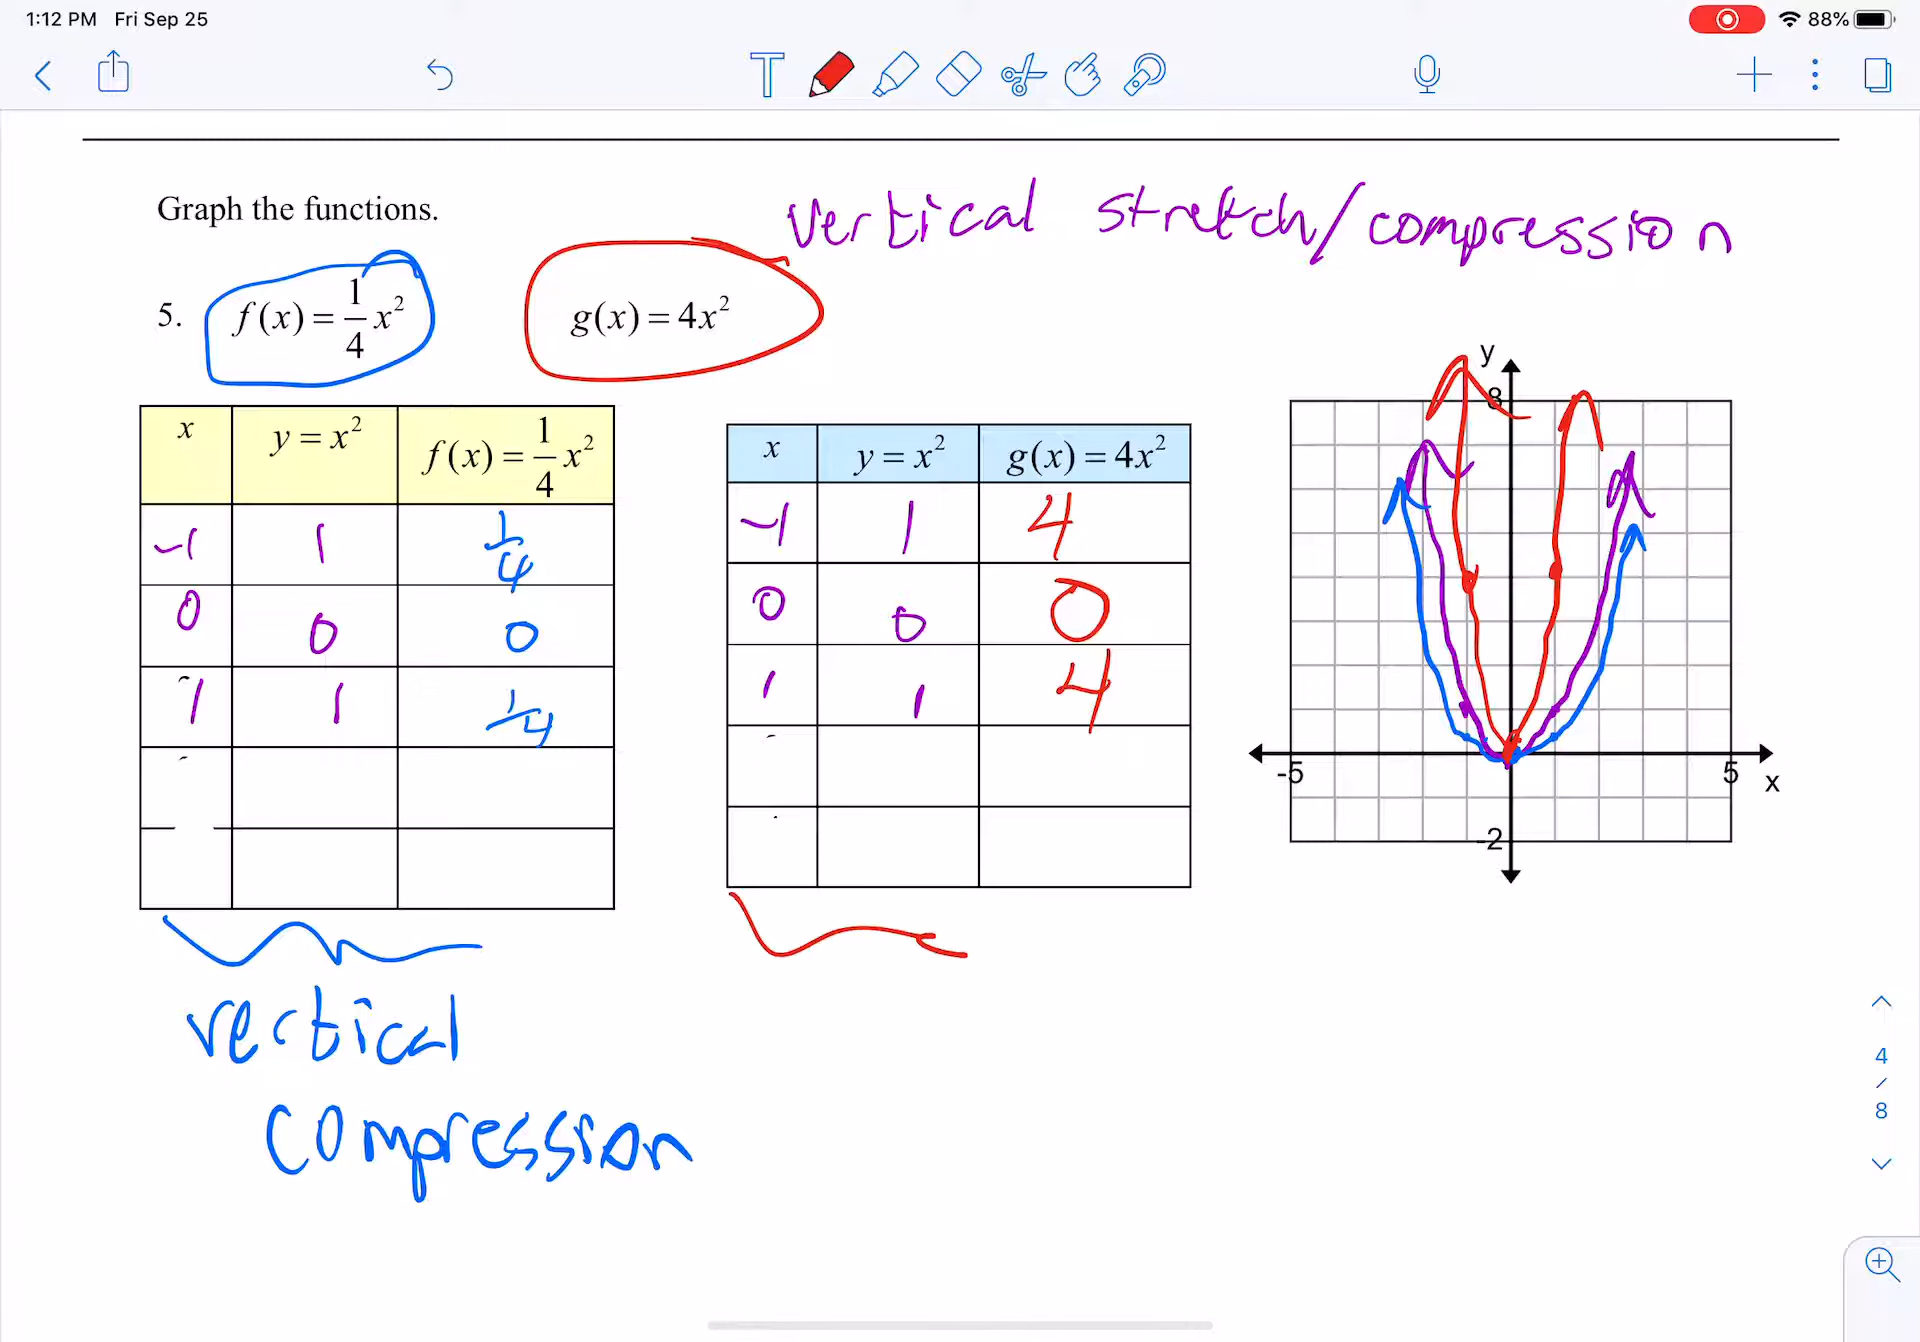 1:12 PM Fri Sep 25
88%
Graph the functions.
vertical stretch/compression
5. f(x) = 1/4 x² g(x) = 4x²
x y = x² f(x) = 1/4 x²
-1 1 1/4
0 0 0
1 1 1/4
x y = x² g(x) = 4x²
-1 1 4
0 0 0
1 1 4
y
8
-5 5 x
-2
vertical
compression
4
/
8